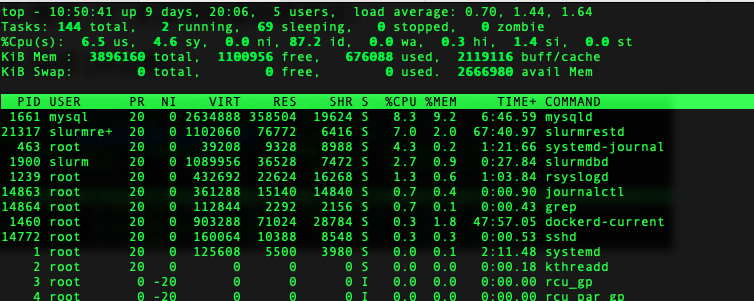 top - 10:50:41 up 9 days, 20:06, 5 users, load average: 0.70, 1.44, 1.64
Tasks: 144 total, 2 running, 69 sleeping, 0 stopped, 0 zombie
%Cpu(s): 6.5 us, 4.6 sy, 0.0 ni, 87.2 id, 0.0 wa, 0.3 hi, 1.4 si, 0.0 st
KiB Mem : 3896160 total, 1100956 free, 676088 used, 2119116 buff/cache
KiB Swap: 0 total, 0 free, 0 used. 2666980 avail Mem
PID USER PR NI VIRT RES SHR S %CPU %MEM TIME+ COMMAND
1661 mysql 20 0 2634888 358504 19624 S 8.3 9.2 6:46.59 mysqld
21317 slurmre+ 20 0 1102060 76772 6416 S 7.0 2.0 67:40.97 slurmrestd
463 root 20 0 39208 9328 8988 S 4.3 0.2 1:21.66 systemd-journal
1900 slurm 20 0 1089956 36528 7472 S 2.7 0.9 0:27.84 slurmdbd
1239 root 20 0 432692 22624 16268 S 1.3 0.6 1:03.84 rsyslogd
14863 root 20 0 361288 15140 14840 S 0.7 0.4 0:00.90 journalctl
14864 root 20 0 112844 2292 2156 S 0.7 0.1 0:00.43 grep
1460 root 20 0 903288 71024 28784 S 0.3 1.8 47:57.05 dockerd-current
14772 root 20 0 160064 10388 8548 S 0.3 0.3 0:00.53 sshd
1 root 20 0 125608 5500 3980 S 0.0 0.1 2:11.48 systemd
2 root 20 0 0 0 0 S 0.0 0.0 0:00.18 kthreadd
3 root 0 -20 0 0 0 I 0.0 0.0 0:00.00 rcu_gp
4 root 0 -20 0 0 0 I 0.0 0.0 0:00.00 rcu_par_gp